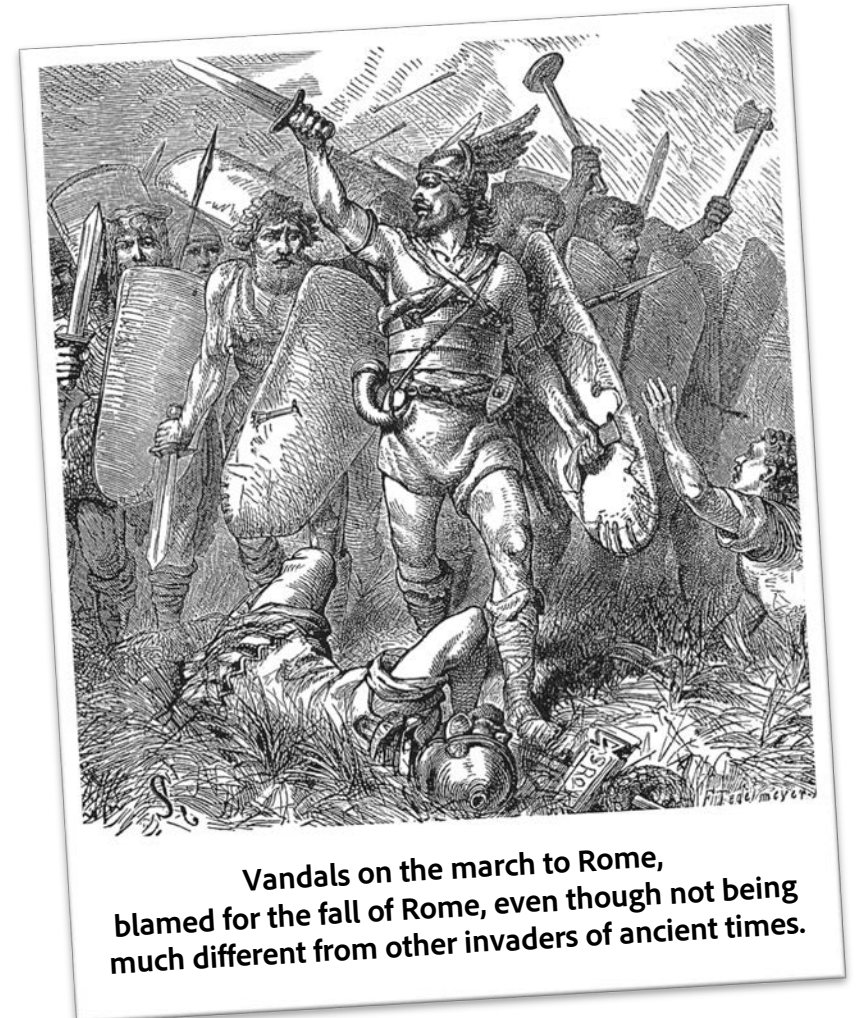 F. Tegelmeyer.
Vandals on the march to Rome,
blamed for the fall of Rome, even though not being
much different from other invaders of ancient times.